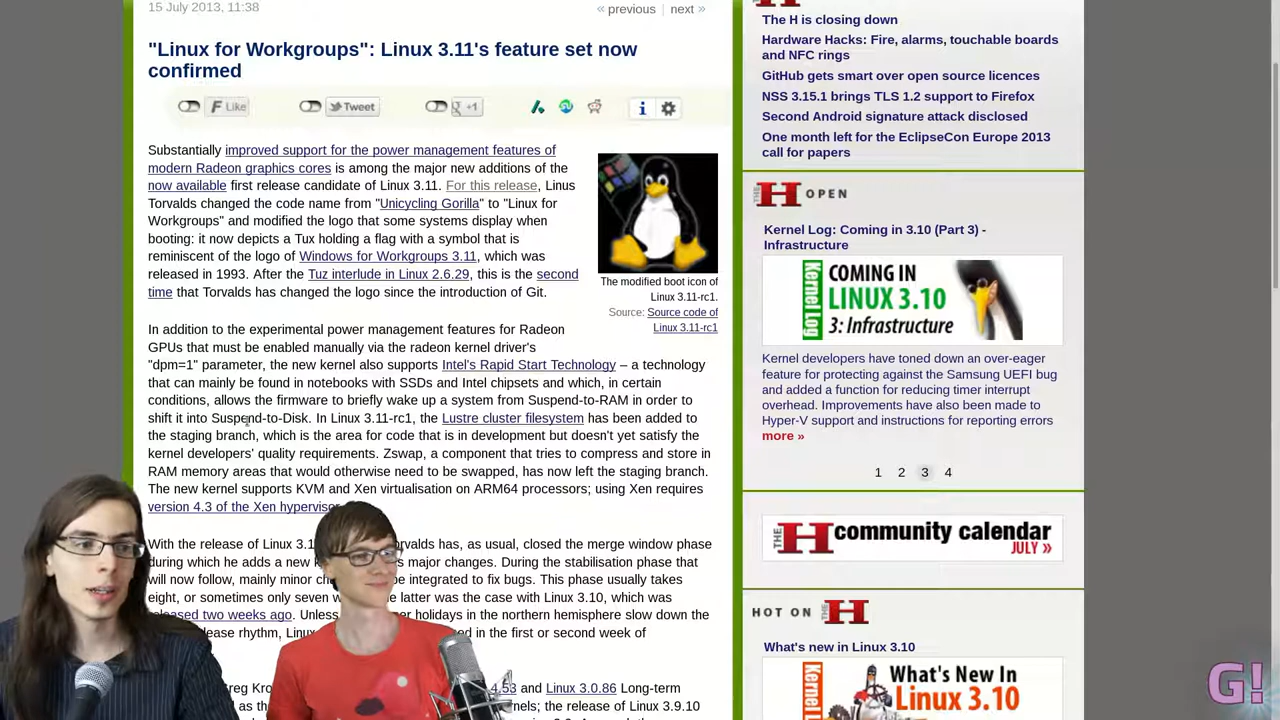 15 July 2013, 11:38
« previous | next »
"Linux for Workgroups": Linux 3.11's feature set now
confirmed
Like
Tweet
+1
Substantially improved support for the power management features of
modern Radeon graphics cores is among the major new additions of the
now available first release candidate of Linux 3.11. For this release, Linus
Torvalds changed the code name from "Unicycling Gorilla" to "Linux for
Workgroups" and modified the logo that some systems display when
booting: it now depicts a Tux holding a flag with a symbol that is
reminiscent of the logo of Windows for Workgroups 3.11, which was
released in 1993. After the Tuz interlude in Linux 2.6.29, this is the second
time that Torvalds has changed the logo since the introduction of Git.
The modified boot icon of
Linux 3.11-rc1.
Source: Source code of
Linux 3.11-rc1
In addition to the experimental power management features for Radeon
GPUs that must be enabled manually via the radeon kernel driver's
"dpm=1" parameter, the new kernel also supports Intel's Rapid Start Technology – a technology
that can mainly be found in notebooks with SSDs and Intel chipsets and which, in certain
conditions, allows the firmware to briefly wake up a system from Suspend-to-RAM in order to
shift it into Suspend-to-Disk. In Linux 3.11-rc1, the Lustre cluster filesystem has been added to
the staging branch, which is the area for code that is in development but doesn't yet satisfy the
kernel developers' quality requirements. Zswap, a component that tries to compress and store in
RAM memory areas that would otherwise need to be swapped, has now left the staging branch.
The new kernel supports KVM and Xen virtualisation on ARM64 processors; using Xen requires
version 4.3 of the Xen hypervisor
With the release of Linux 3.1 has, as usual, closed the merge window phase
during which he adds a new major changes. During the stabilisation phase that
will now follow, mainly minor be integrated to fix bugs. This phase usually takes
eight, or sometimes only seven latter was the case with Linux 3.10, which was
two weeks ago. Unless holidays in the northern hemisphere slow down the
rhythm, in the first or second week of
and Linux 3.0.86 Long-term
as the release of Linux 3.9.10
The H is closing down
Hardware Hacks: Fire, alarms, touchable boards
and NFC rings
GitHub gets smart over open source licences
NSS 3.15.1 brings TLS 1.2 support to Firefox
Second Android signature attack disclosed
One month left for the EclipseCon Europe 2013
call for papers
THE H OPEN
Kernel Log: Coming in 3.10 (Part 3) -
Infrastructure
Kernel Log
COMING IN
LINUX 3.10
3: Infrastructure
Kernel developers have toned down an over-eager
feature for protecting against the Samsung UEFI bug
and added a function for reducing timer interrupt
overhead. Improvements have also been made to
Hyper-V support and instructions for reporting errors
more »
1 2 3 4
THE H community calendar
JULY »
HOT ON THE H
What's new in Linux 3.10
What's New In
Linux 3.10
G!